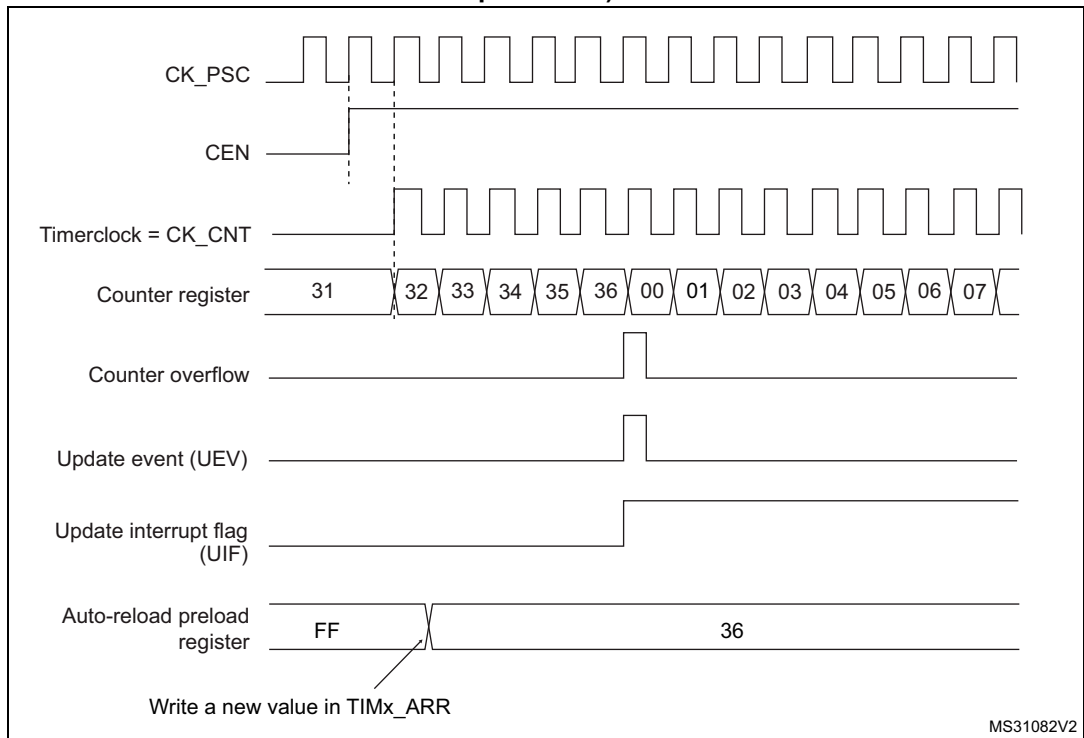 CK_PSC
CEN
Timerclock = CK_CNT
Counter register 31 32 33 34 35 36 00 01 02 03 04 05 06 07
Counter overflow
Update event (UEV)
Update interrupt flag
(UIF)
Auto-reload preload
register
FF 36
Write a new value in TIMx_ARR
MS31082V2